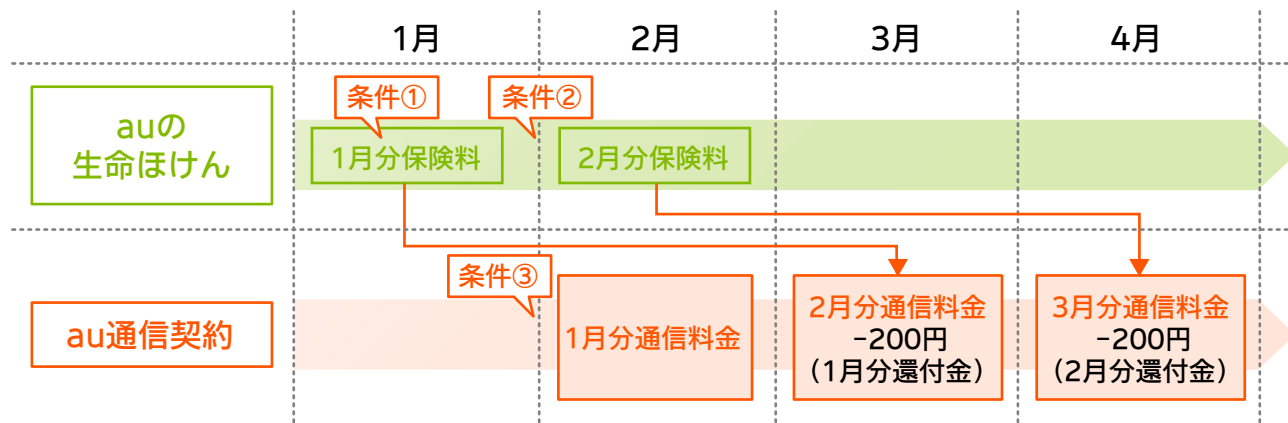 1月
2月
3月
4月
条件①
条件②
auの
生命ほけん
1月分保険料
2月分保険料
条件③
au通信契約
1月分通信料金
2月分通信料金
-200円
（1月分還付金）
3月分通信料金
-200円
（2月分還付金）